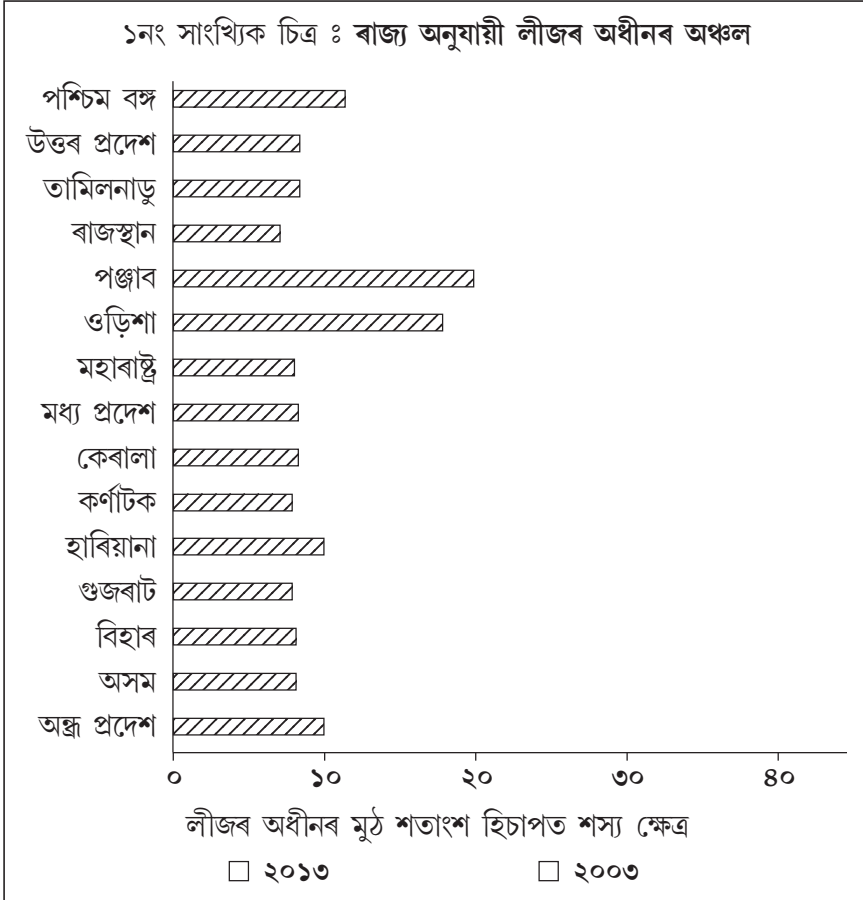 ১নং সাংখ্যিক চিত্ৰ : ৰাজ্য অনুযায়ী লীজৰ অধীনৰ অঞ্চল
পশ্চিম বঙ্গ
উত্তৰ প্ৰদেশ
তামিলনাডু
ৰাজস্থান
পঞ্জাব
ওড়িশা
মহাৰাষ্ট্ৰ
মধ্য প্ৰদেশ
কেৰালা
কৰ্ণাটক
হাৰিয়ানা
গুজৰাট
বিহাৰ
অসম
অন্ধ্ৰ প্ৰদেশ
০ ১০ ২০ ৩০ ৪০
লীজৰ অধীনৰ মুঠ শতাংশ হিচাপত শস্য ক্ষেত্ৰ
২০১৩ ২০০৩